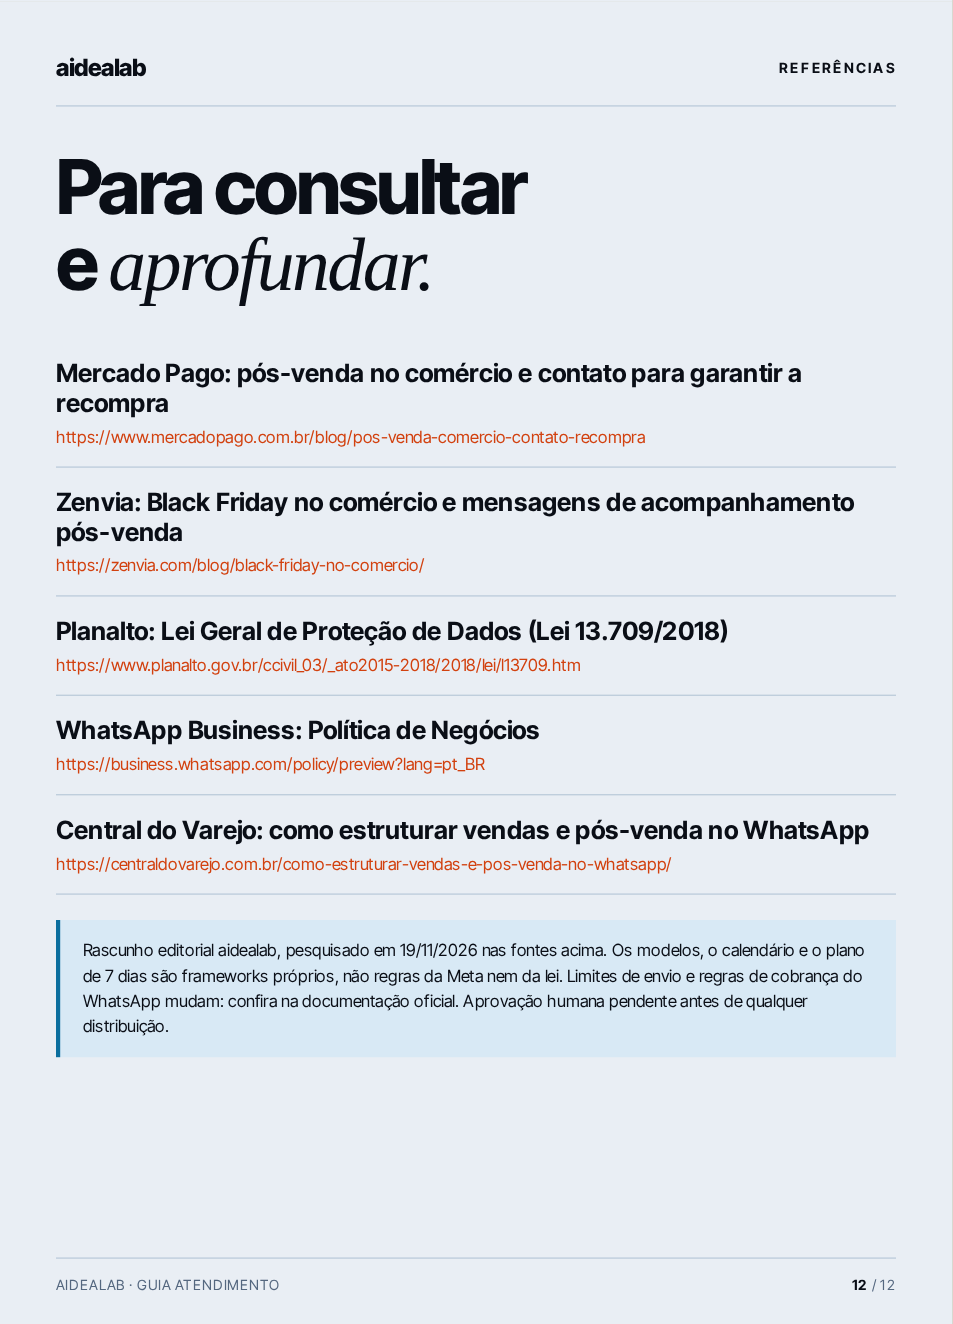 aidealab
REFERÊNCIAS
Para consultar
e aprofundar.
Mercado Pago: pós-venda no comércio e contato para garantir a
recompra
https://www.mercadopago.com.br/blog/pos-venda-comercio-contato-recompra
Zenvia: Black Friday no comércio e mensagens de acompanhamento
pós-venda
https://zenvia.com/blog/black-friday-no-comercio/
Planalto: Lei Geral de Proteção de Dados (Lei 13.709/2018)
https://www.planalto.gov.br/ccivil_03/_ato2015-2018/2018/lei/l13709.htm
WhatsApp Business: Política de Negócios
https://business.whatsapp.com/policy/preview?lang=pt_BR
Central do Varejo: como estruturar vendas e pós-venda no WhatsApp
https://centraldovarejo.com.br/como-estruturar-vendas-e-pos-venda-no-whatsapp/
Rascunho editorial aidealab, pesquisado em 19/11/2026 nas fontes acima. Os modelos, o calendário e o plano
de 7 dias são frameworks próprios, não regras da Meta nem da lei. Limites de envio e regras de cobrança do
WhatsApp mudam: confira na documentação oficial. Aprovação humana pendente antes de qualquer
distribuição.
AIDEALAB · GUIA ATENDIMENTO
12 / 12